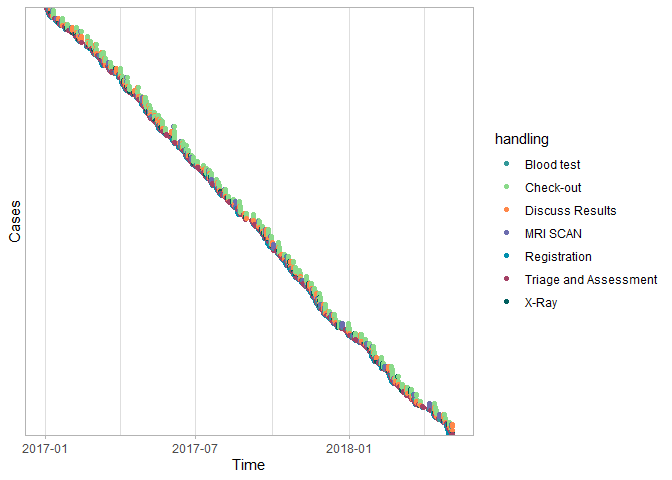 Cases
2017-01
2017-07
2018-01
Time
handling
Blood test
Check-out
Discuss Results
MRI SCAN
Registration
Triage and Assessment
X-Ray